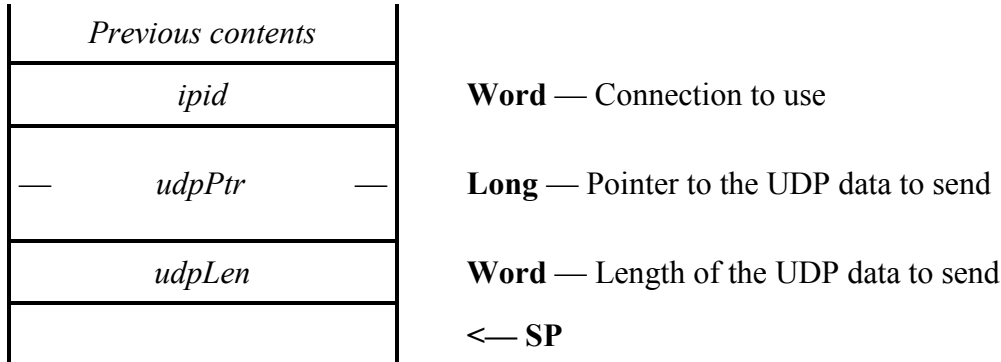 Previous contents
ipid Word — Connection to use
— udpPtr — Long — Pointer to the UDP data to send
udpLen Word — Length of the UDP data to send
<— SP